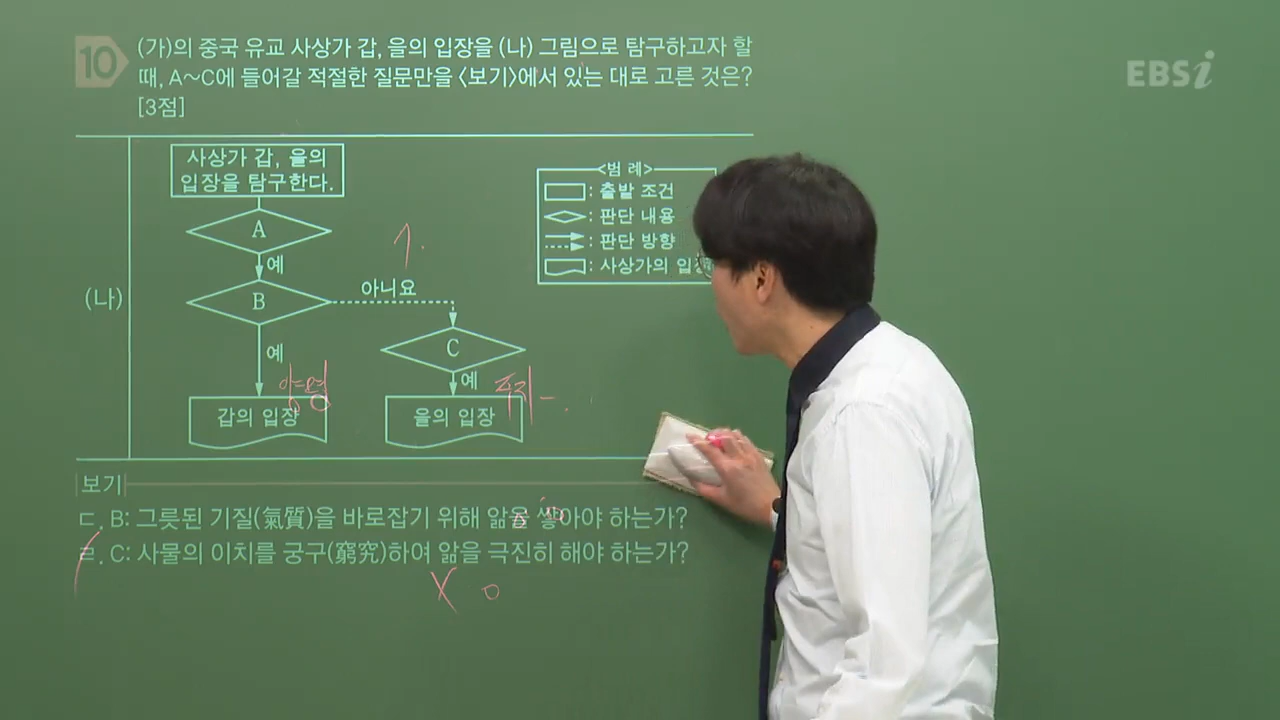 10 (가)의 중국 유교 사상가 갑, 을의 입장을 (나) 그림으로 탐구하고자 할
때, A～C에 들어갈 적절한 질문만을 <보기>에서 있는 대로 고른 것은?
[3점]
EBSi
사상가 갑, 을의
입장을 탐구한다.
A
예
B
아니요
예
C
예
갑의 입장
을의 입장
양명
주지
(나)
<범 례>
: 출발 조건
: 판단 내용
: 판단 방향
: 사상가의 입장
보기
ㄷ. B: 그릇된 기질(氣質)을 바로잡기 위해 앎을 쌓아야 하는가?
ㄹ. C: 사물의 이치를 궁구(窮究)하여 앎을 극진히 해야 하는가?
X o